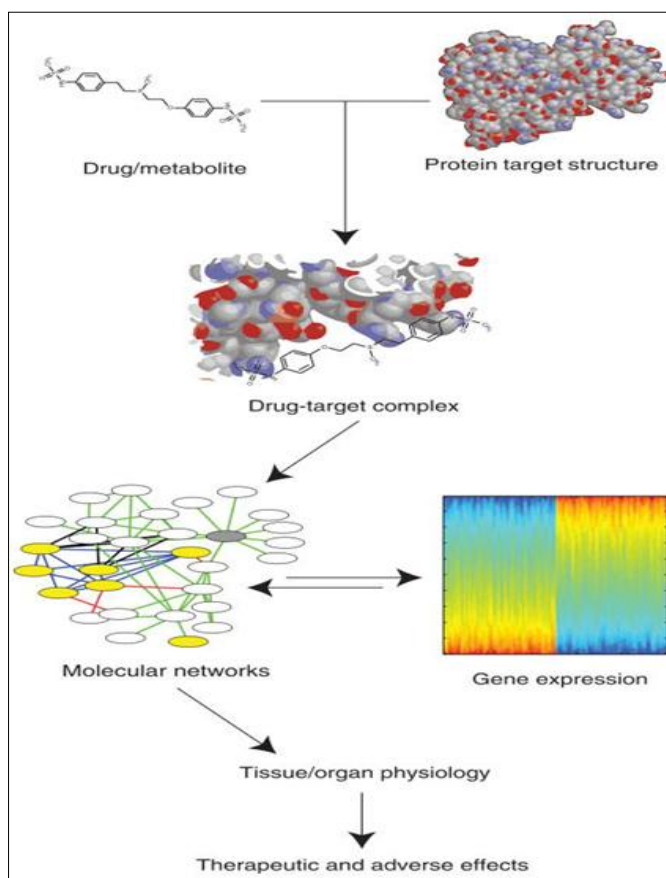 Drug/metabolite
Protein target structure
Drug-target complex
Molecular networks
Gene expression
Tissue/organ physiology
Therapeutic and adverse effects